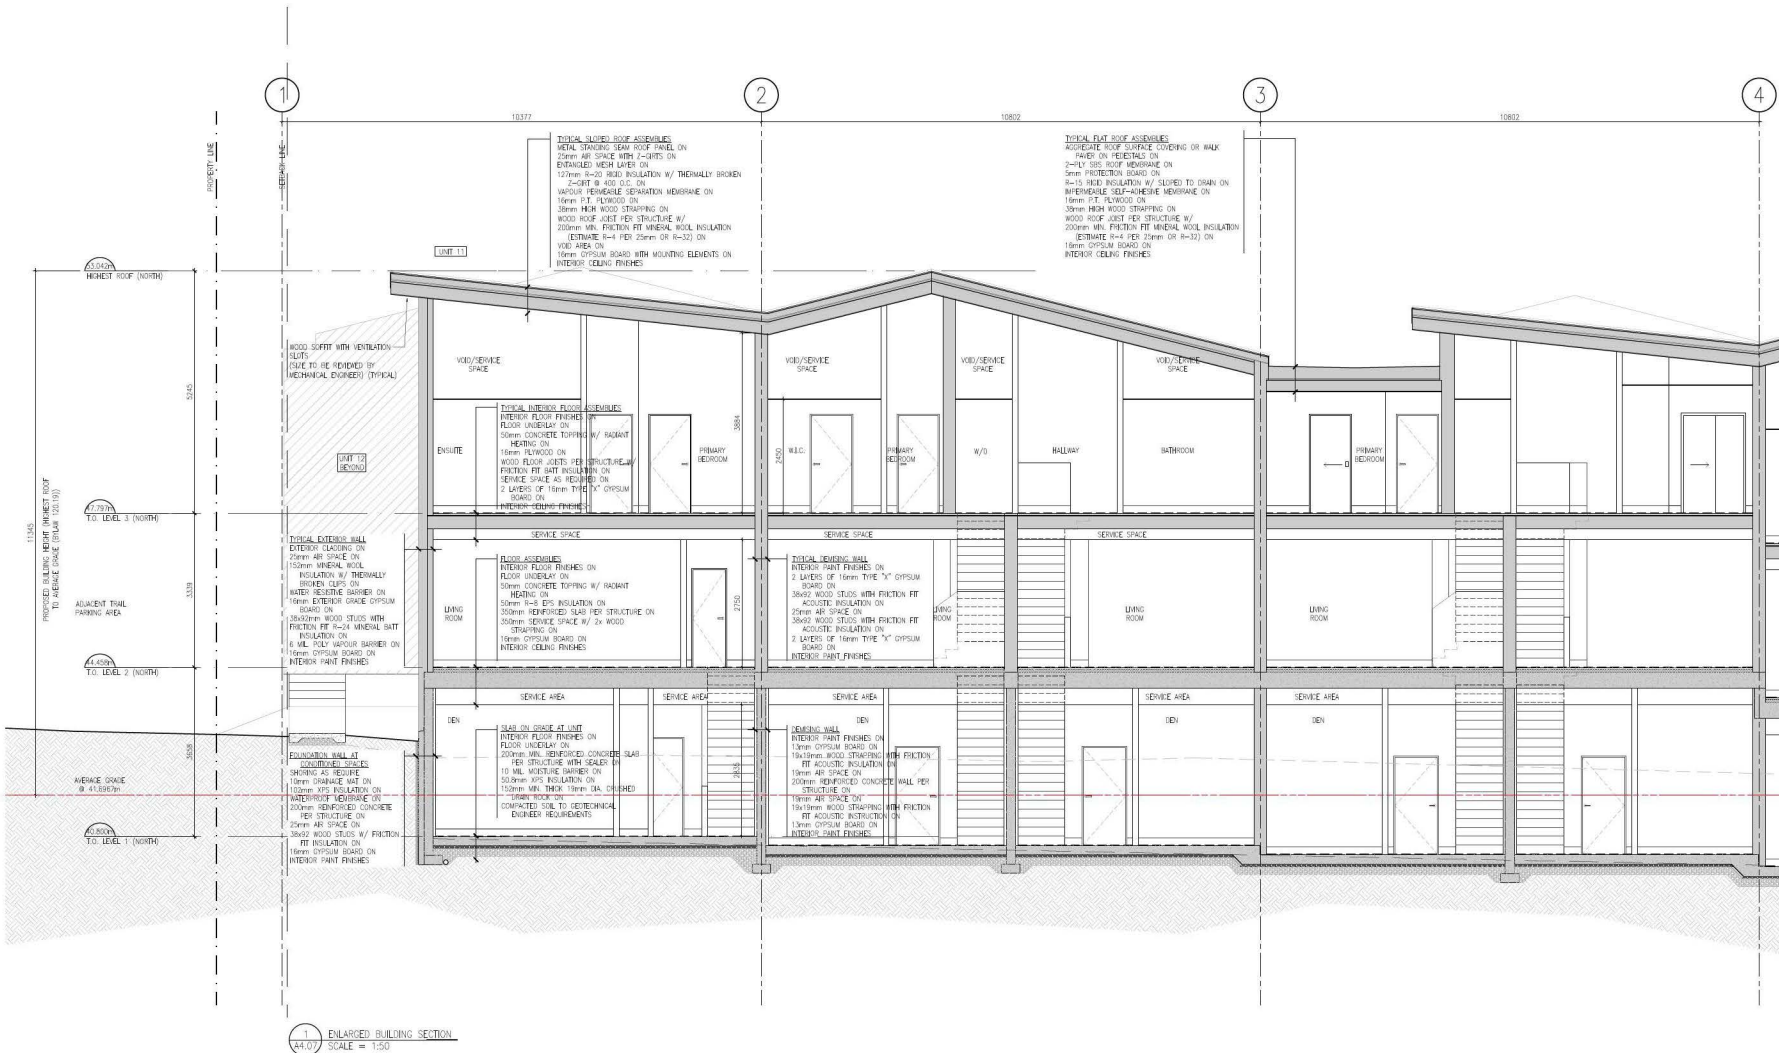 1
2
3
4
10377
10802
10802
PROPERTY LINE
SETBACK LINE
TYPICAL SLOPED ROOF ASSEMBLIES
METAL STANDING SEAM ROOF PANEL ON
25mm AIR SPACE WITH Z-GIRTS ON
ENTANGLED MESH LAYER ON
127mm R-20 RIGID INSULATION W/ THERMALLY BROKEN
Z-GIRT @ 400 O.C. ON
VAPOUR PERMEABLE SEPARATION MEMBRANE ON
16mm P.T. PLYWOOD ON
38mm HIGH WOOD STRAPPING ON
WOOD ROOF JOIST PER STRUCTURE W/
200mm MIN. FRICTION FIT MINERAL WOOL INSULATION
(ESTIMATE R-4 PER 25mm OR R-32) ON
VOID AREA ON
16mm GYPSUM BOARD WITH MOUNTING ELEMENTS ON
INTERIOR CEILING FINISHES
TYPICAL FLAT ROOF ASSEMBLIES
AGGREGATE ROOF SURFACE COVERING OR WALK
PAVER ON PEDESTALS ON
2-PLY SBS ROOF MEMBRANE ON
5mm PROTECTION BOARD ON
R-15 RIGID INSULATION W/ SLOPED TO DRAIN ON
IMPERMEABLE SELF-ADHESIVE MEMBRANE ON
16mm P.T. PLYWOOD ON
38mm HIGH WOOD STRAPPING ON
WOOD ROOF JOIST PER STRUCTURE W/
200mm MIN. FRICTION FIT MINERAL WOOL INSULATION
(ESTIMATE R-4 PER 25mm OR R-32) ON
16mm GYPSUM BOARD ON
INTERIOR CEILING FINISHES
UNIT 11
53.042m
HIGHEST ROOF (NORTH)
WOOD SOFFIT WITH VENTILATION
SLOTS
(SIZE TO BE REVIEWED BY
MECHANICAL ENGINEER) (TYPICAL)
VOID/SERVICE
SPACE
VOID/SERVICE
SPACE
VOID/SERVICE
SPACE
VOID/SERVICE
SPACE
5245
3884
2450
TYPICAL INTERIOR FLOOR ASSEMBLIES
INTERIOR FLOOR FINISHES ON
FLOOR UNDERLAY ON
50mm CONCRETE TOPPING W/ RADIANT
HEATING ON
16mm PLYWOOD ON
WOOD FLOOR JOISTS PER STRUCTURE W/
FRICTION FIT BATT INSULATION ON
SERVICE SPACE AS REQUIRED ON
2 LAYERS OF 16mm TYPE "X" GYPSUM
BOARD ON
INTERIOR CEILING FINISHES
UNIT 12
BEYOND
ENSUITE
PRIMARY
BEDROOM
W.I.C.
PRIMARY
BEDROOM
W/D
HALLWAY
BATHROOM
PRIMARY
BEDROOM
PROPOSED BUILDING HEIGHT (HIGHEST ROOF
TO AVERAGE GRADE (BYLAW 120.19))
11345
47.797m
T.O. LEVEL 3 (NORTH)
SERVICE SPACE
SERVICE SPACE
SERVICE SPACE
TYPICAL EXTERIOR WALL
EXTERIOR CLADDING ON
25mm AIR SPACE ON
152mm MINERAL WOOL
INSULATION W/ THERMALLY
BROKEN CLIPS ON
WATER RESISTIVE BARRIER ON
16mm EXTERIOR GRADE GYPSUM
BOARD ON
38x92mm WOOD STUDS WITH
FRICTION FIT R-24 MINERAL BATT
INSULATION ON
6 MIL. POLY VAPOUR BARRIER ON
16mm GYPSUM BOARD ON
INTERIOR PAINT FINISHES
FLOOR ASSEMBLIES
INTERIOR FLOOR FINISHES ON
FLOOR UNDERLAY ON
50mm CONCRETE TOPPING W/ RADIANT
HEATING ON
50mm R-8 EPS INSULATION ON
350mm REINFORCED SLAB PER STRUCTURE ON
350mm SERVICE SPACE W/ 2x WOOD
STRAPPING ON
16mm GYPSUM BOARD ON
INTERIOR CEILING FINISHES
TYPICAL DEMISING WALL
INTERIOR PAINT FINISHES ON
2 LAYERS OF 16mm TYPE "X" GYPSUM
BOARD ON
38x92 WOOD STUDS WITH FRICTION FIT
ACOUSTIC INSULATION ON
25mm AIR SPACE ON
38x92 WOOD STUDS WITH FRICTION FIT
ACOUSTIC INSULATION ON
2 LAYERS OF 16mm TYPE "X" GYPSUM
BOARD ON
INTERIOR PAINT FINISHES
3339
2750
ADJACENT TRAIL
PARKING AREA
LIVING
ROOM
LIVING
ROOM
LIVING
ROOM
LIVING
ROOM
44.458m
T.O. LEVEL 2 (NORTH)
SERVICE AREA
SERVICE AREA
SERVICE AREA
SERVICE AREA
SERVICE AREA
DEN
DEN
DEN
DEN
SLAB ON GRADE AT UNIT
INTERIOR FLOOR FINISHES ON
FLOOR UNDERLAY ON
200mm MIN. REINFORCED CONCRETE SLAB
PER STRUCTURE WITH SEALER ON
10 MIL. MOISTURE BARRIER ON
50.8mm XPS INSULATION ON
152mm MIN. THICK 19mm DIA. CRUSHED
DRAIN ROCK ON
COMPACTED SOIL TO GEOTECHNICAL
ENGINEER REQUIREMENTS
DEMISING WALL
INTERIOR PAINT FINISHES ON
13mm GYPSUM BOARD ON
19x19mm WOOD STRAPPING WITH FRICTION
FIT ACOUSTIC INSULATION ON
19mm AIR SPACE ON
200mm REINFORCED CONCRETE WALL PER
STRUCTURE ON
19mm AIR SPACE ON
19x19mm WOOD STRAPPING WITH FRICTION
FIT ACOUSTIC INSTRUCTION ON
13mm GYPSUM BOARD ON
INTERIOR PAINT FINISHES
FOUNDATION WALL AT
CONDITIONED SPACES
SHORING AS REQUIRE
10mm DRAINAGE MAT ON
102mm XPS INSULATION ON
WATERPROOF MEMBRANE ON
200mm REINFORCED CONCRETE
PER STRUCTURE ON
25mm AIR SPACE ON
38x92 WOOD STUDS W/ FRICTION
FIT INSULATION ON
16mm GYPSUM BOARD ON
INTERIOR PAINT FINISHES
AVERAGE GRADE
@ 41.6967m
40.800m
T.O. LEVEL 1 (NORTH)
1
A4.07
ENLARGED BUILDING SECTION
SCALE = 1:50